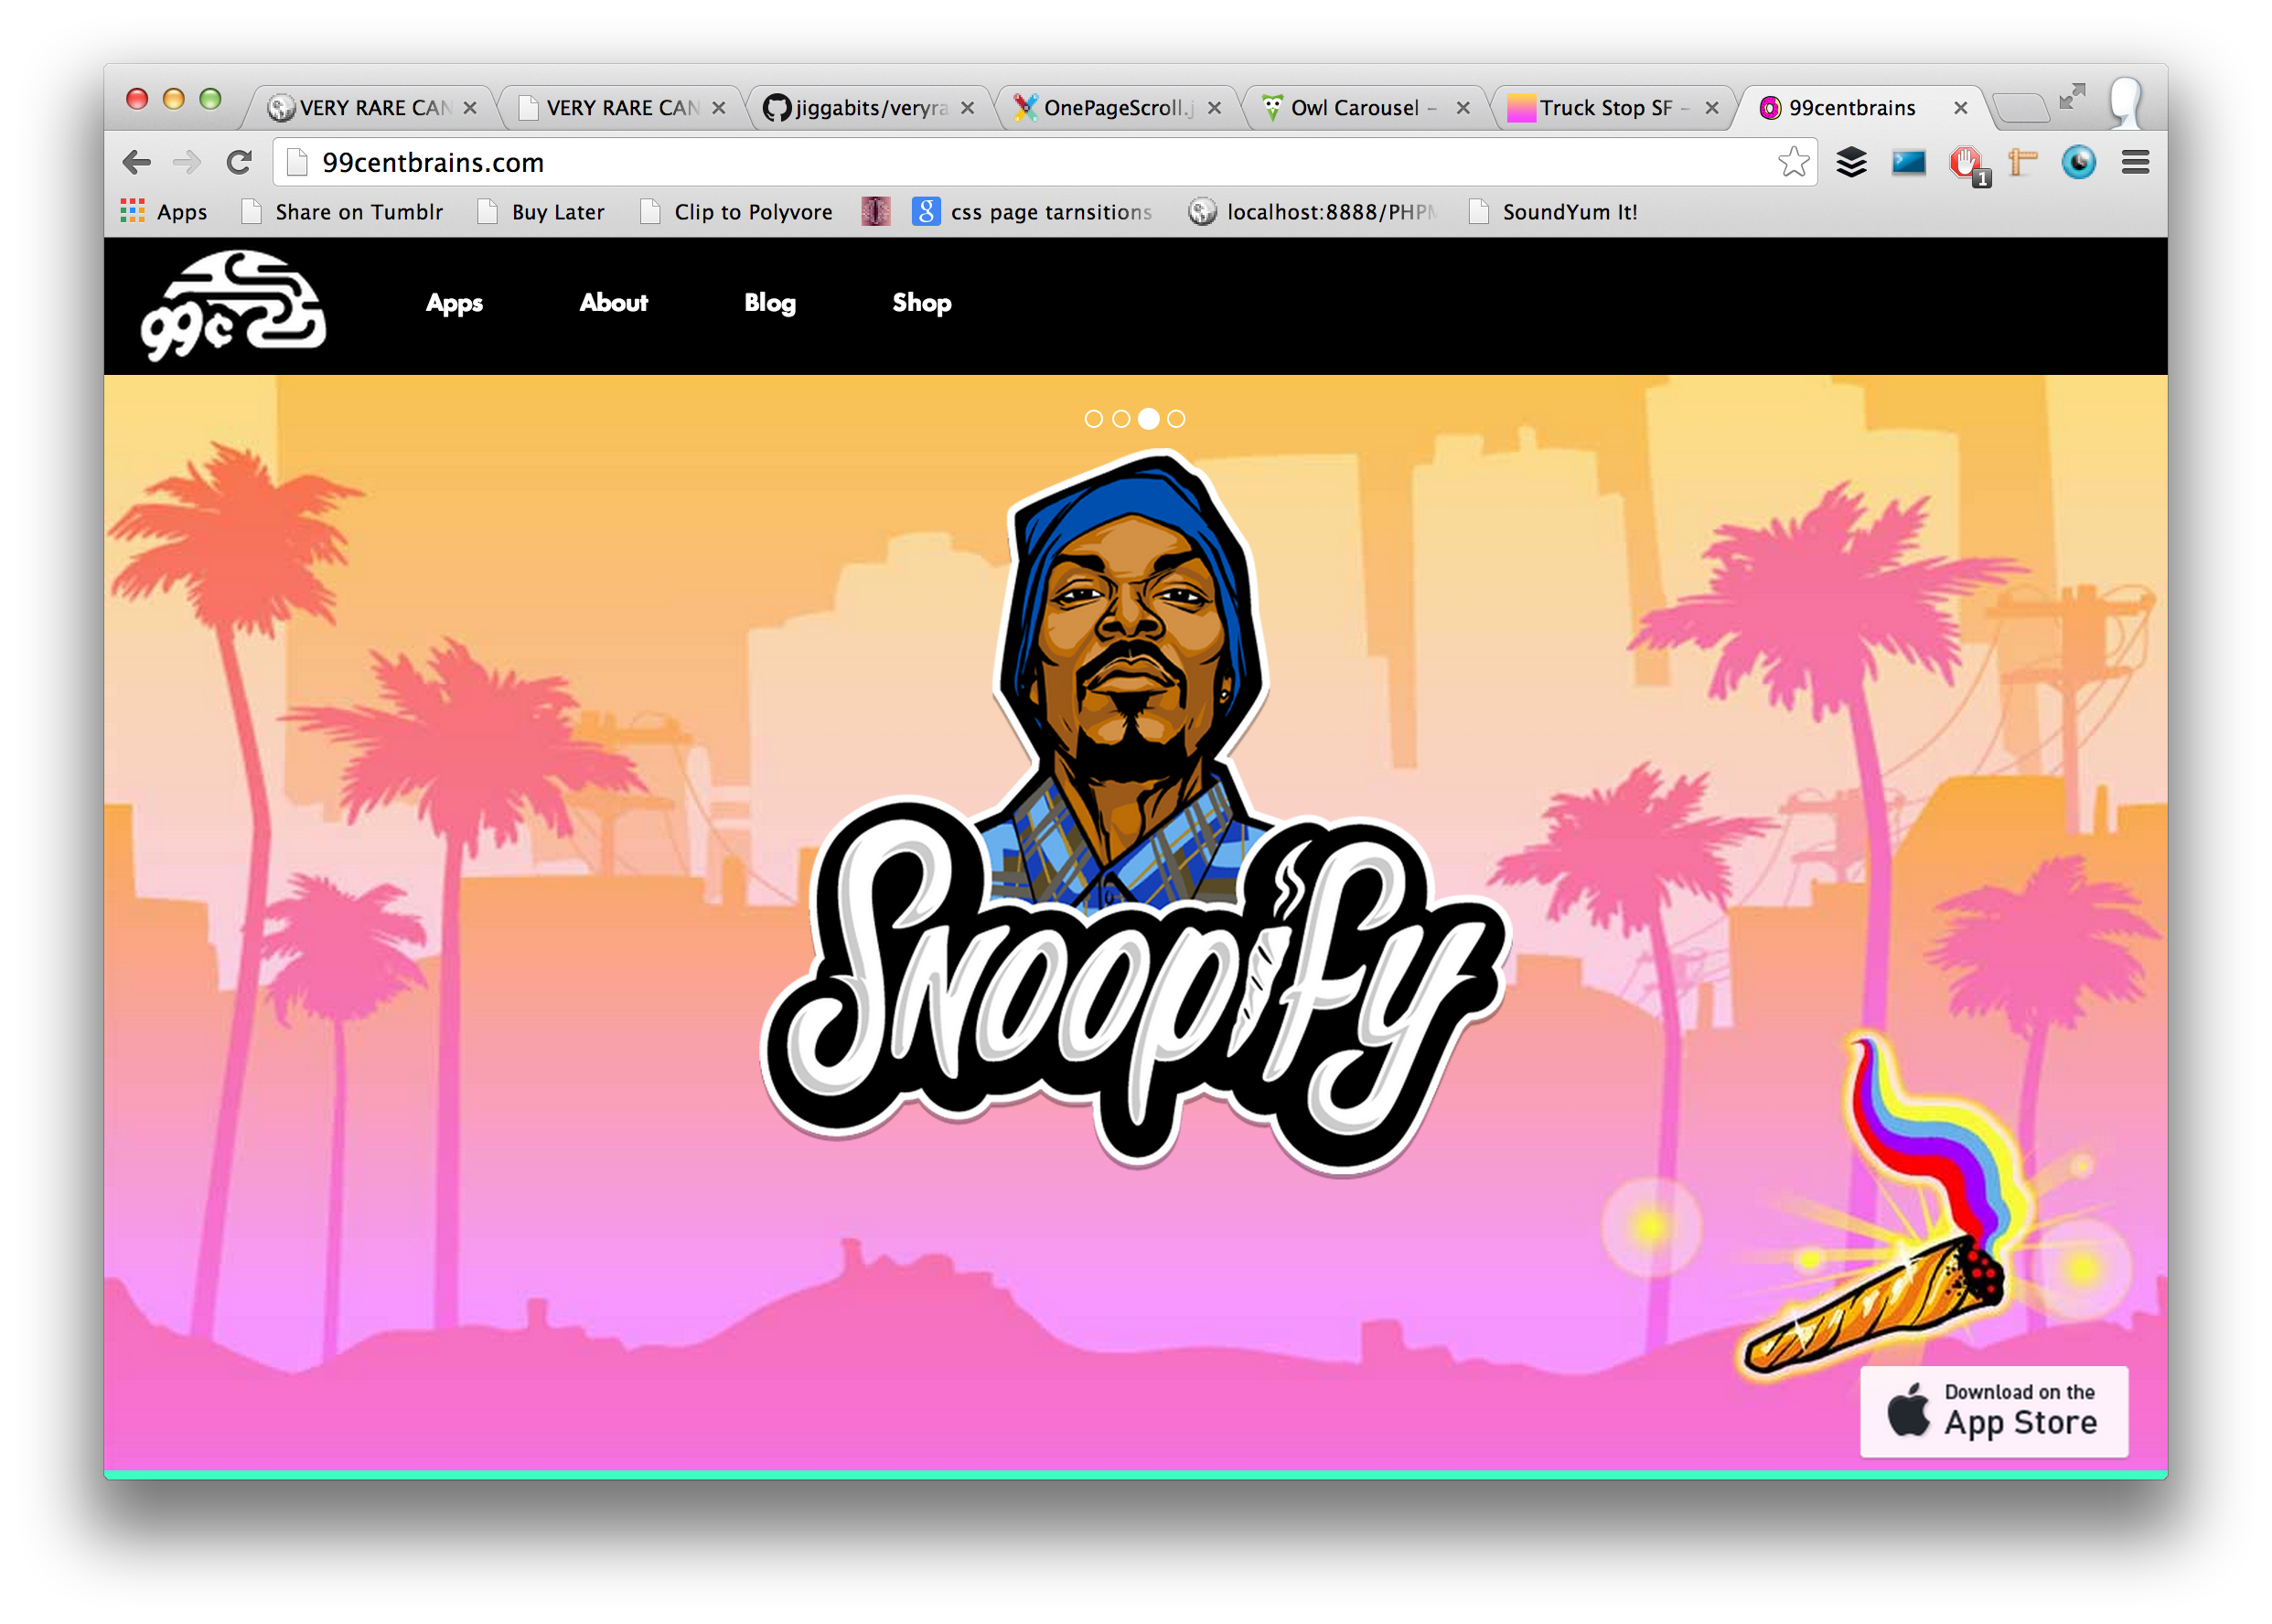 VERY RARE CAN
VERY RARE CAN
jiggabits/veryra
OnePageScroll.j
Owl Carousel –
Truck Stop SF –
99centbrains
99centbrains.com
1
Apps
Share on Tumblr
Buy Later
Clip to Polyvore
g
css page tarnsitions
localhost:8888/PHPM
SoundYum It!
99¢
Apps
About
Blog
Shop
Snoopify
Download on the
App Store